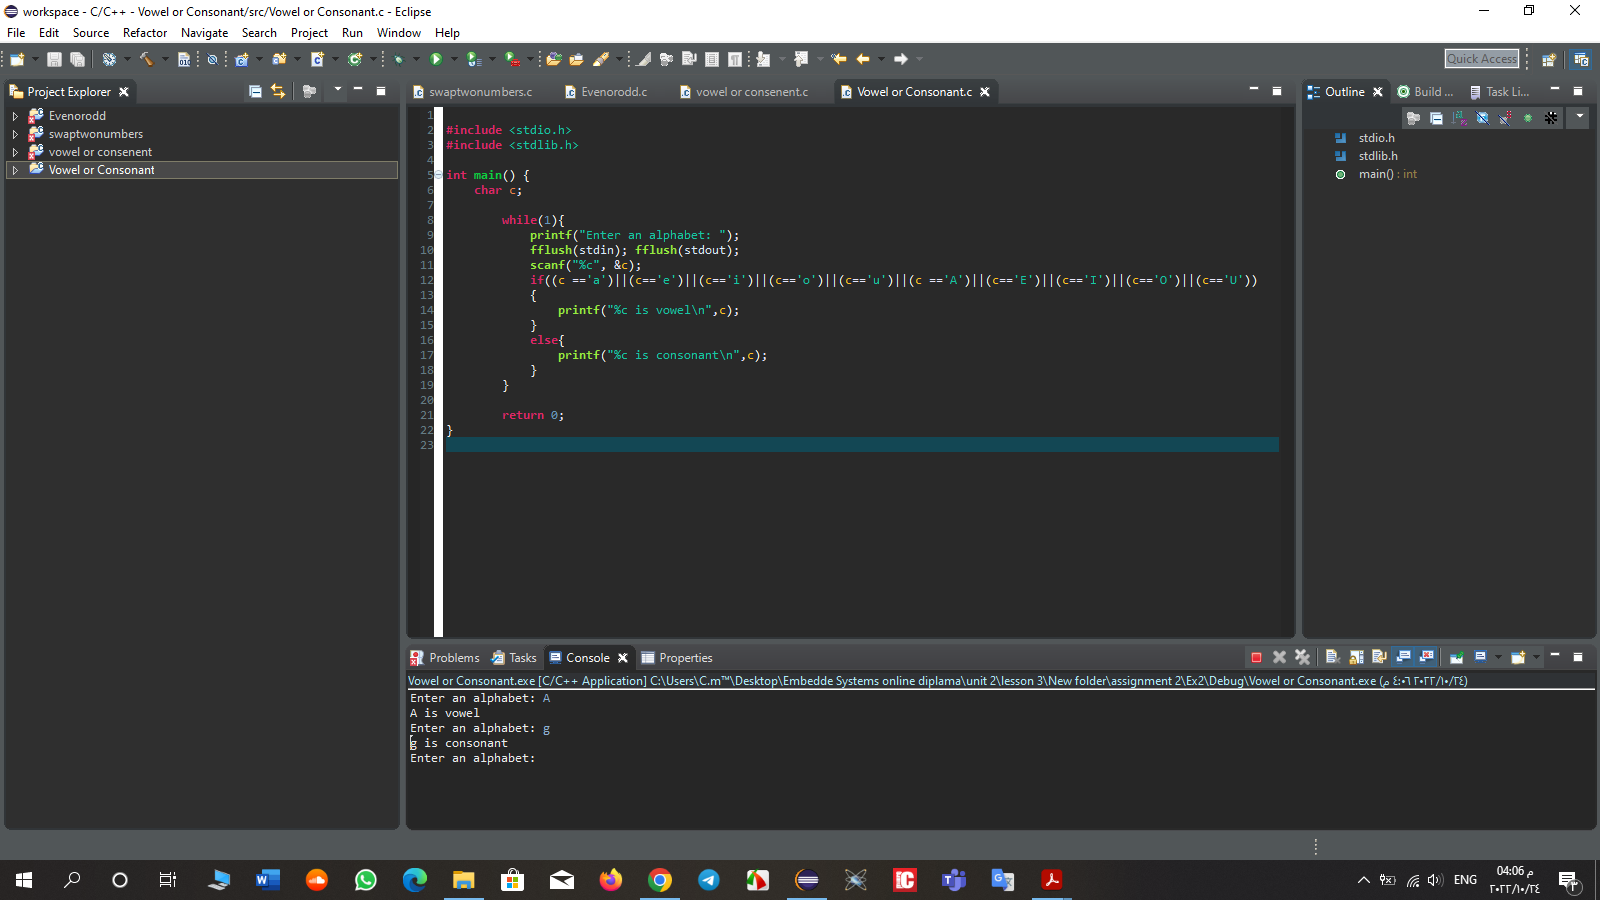 workspace - C/C++ - Vowel or Consonant/src/Vowel or Consonant.c - Eclipse
File Edit Source Refactor Navigate Search Project Run Window Help
Quick Access
Project Explorer
Evenorodd
swaptwonumbers
vowel or consenent
Vowel or Consonant
swaptwonumbers.c Evenorodd.c vowel or consenent.c Vowel or Consonant.c
1
2 #include <stdio.h>
3 #include <stdlib.h>
4
5 int main() {
6 char c;
7
8 while(1){
9 printf("Enter an alphabet: ");
10 fflush(stdin); fflush(stdout);
11 scanf("%c", &c);
12 if((c =='a')||(c=='e')||(c=='i')||(c=='o')||(c=='u')||(c =='A')||(c=='E')||(c=='I')||(c=='O')||(c=='U'))
13 {
14 printf("%c is vowel\n",c);
15 }
16 else{
17 printf("%c is consonant\n",c);
18 }
19 }
20
21 return 0;
22 }
23
Outline Build ... Task Li...
stdio.h
stdlib.h
main() : int
Problems Tasks Console Properties
Vowel or Consonant.exe [C/C++ Application] C:\Users\C.m™\Desktop\Embedde Systems online diplama\unit 2\lesson 3\New folder\assignment 2\Ex2\Debug\Vowel or Consonant.exe (٢٠٢٢/١٠/٢٤ ٤:٠٦ م)
Enter an alphabet: A
A is vowel
Enter an alphabet: g
g is consonant
Enter an alphabet:
ENG
04:06 م
٢٠٢٢/١٠/٢٤
٣